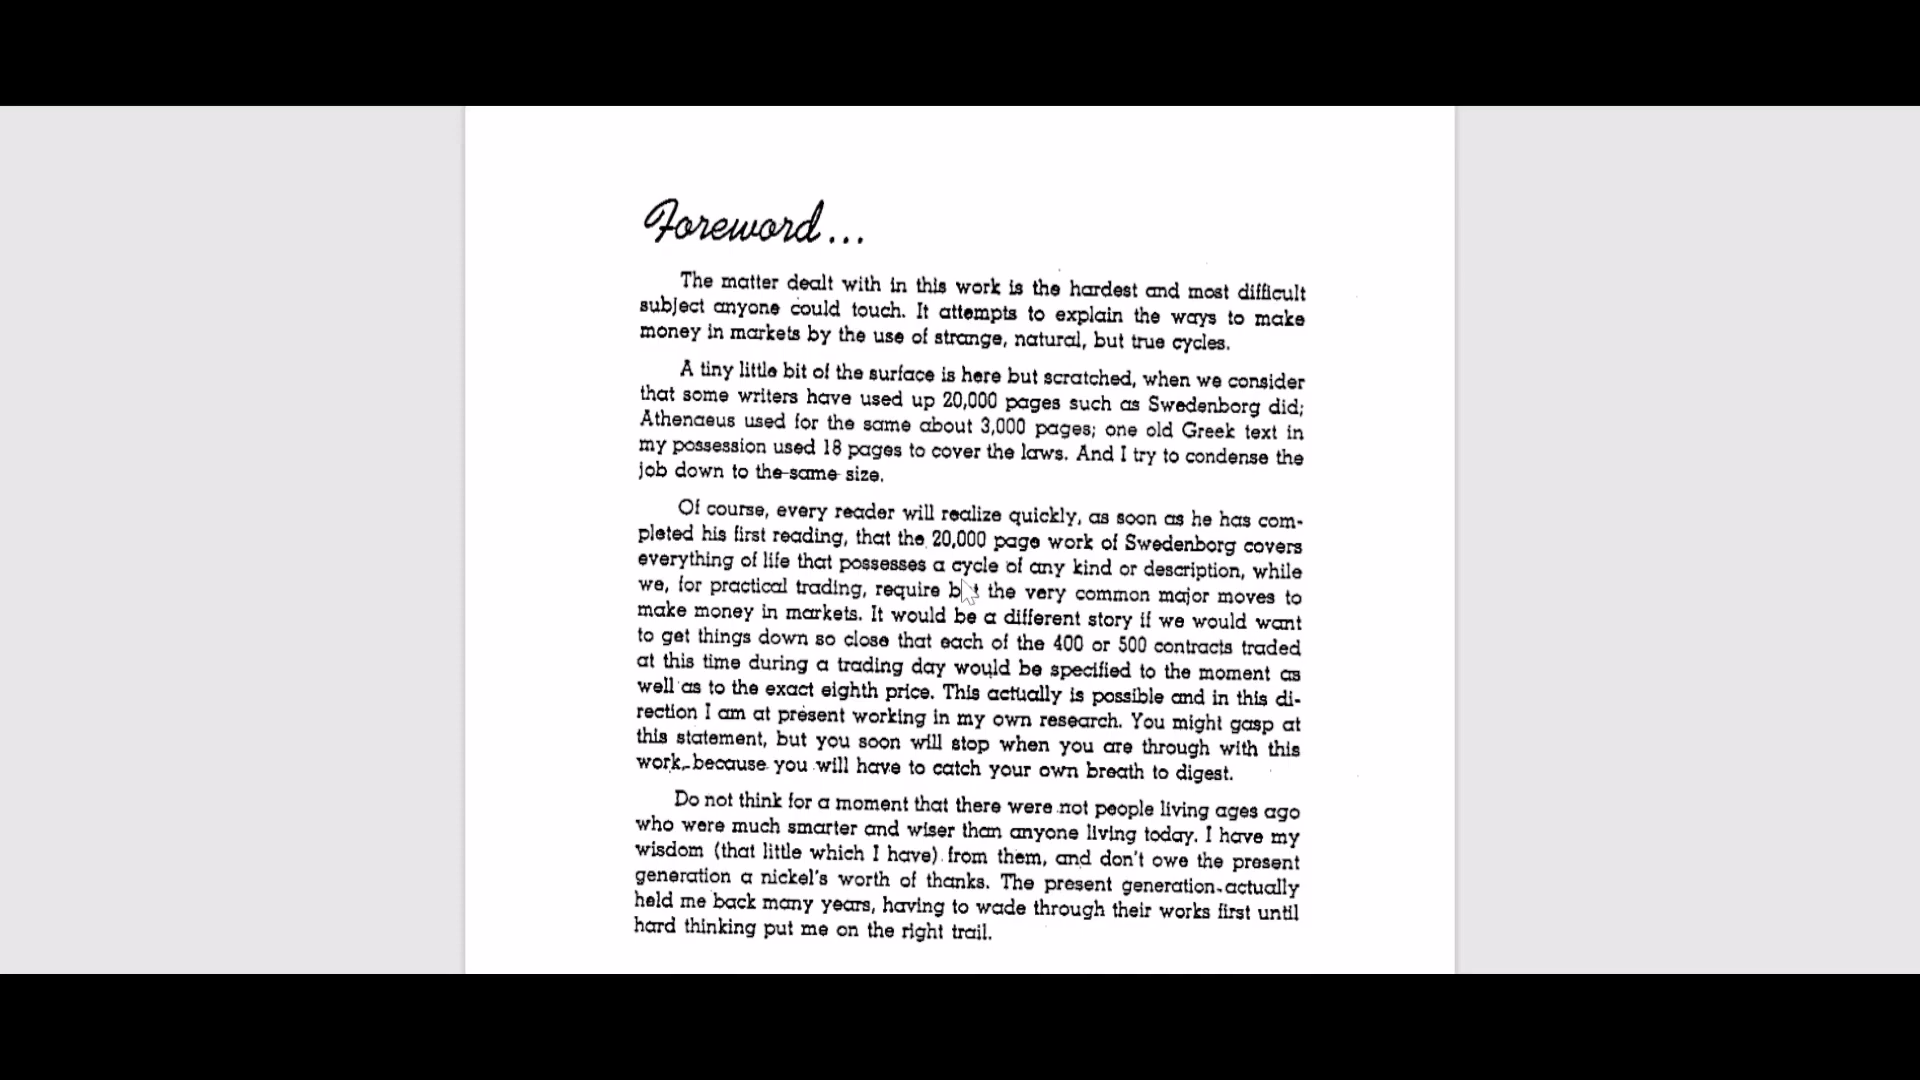 Foreword...
The matter dealt with in this work is the hardest and most difficult
subject anyone could touch. It attempts to explain the ways to make
money in markets by the use of strange, natural, but true cycles.
A tiny little bit of the surface is here but scratched, when we consider
that some writers have used up 20,000 pages such as Swedenborg did;
Athenaeus used for the same about 3,000 pages; one old Greek text in
my possession used 18 pages to cover the laws. And I try to condense the
job down to the same size.
Of course, every reader will realize quickly, as soon as he has com-
pleted his first reading, that the 20,000 page work of Swedenborg covers
everything of life that possesses a cycle of any kind or description, while
we, for practical trading, require but the very common major moves to
make money in markets. It would be a different story if we would want
to get things down so close that each of the 400 or 500 contracts traded
at this time during a trading day would be specified to the moment as
well as to the exact eighth price. This actually is possible and in this di-
rection I am at present working in my own research. You might gasp at
this statement, but you soon will stop when you are through with this
work, because you will have to catch your own breath to digest.
Do not think for a moment that there were not people living ages ago
who were much smarter and wiser than anyone living today. I have my
wisdom (that little which I have) from them, and don't owe the present
generation a nickel's worth of thanks. The present generation actually
held me back many years, having to wade through their works first until
hard thinking put me on the right trail.